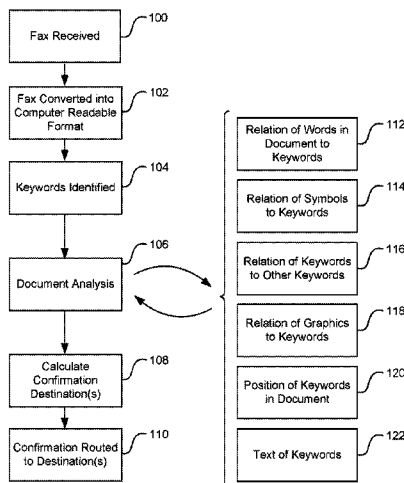 Fax Received
100
Fax Converted into
Computer Readable
Format
102
Keywords Identified
104
Document Analysis
106
Calculate
Confirmation
Destination(s)
108
Confirmation Routed
to Destination(s)
110
Relation of Words in
Document to
Keywords
112
Relation of Symbols
to Keywords
114
Relation of Keywords
to Other Keywords
116
Relation of Graphics
to Keywords
118
Position of Keywords
in Document
120
Text of Keywords
122